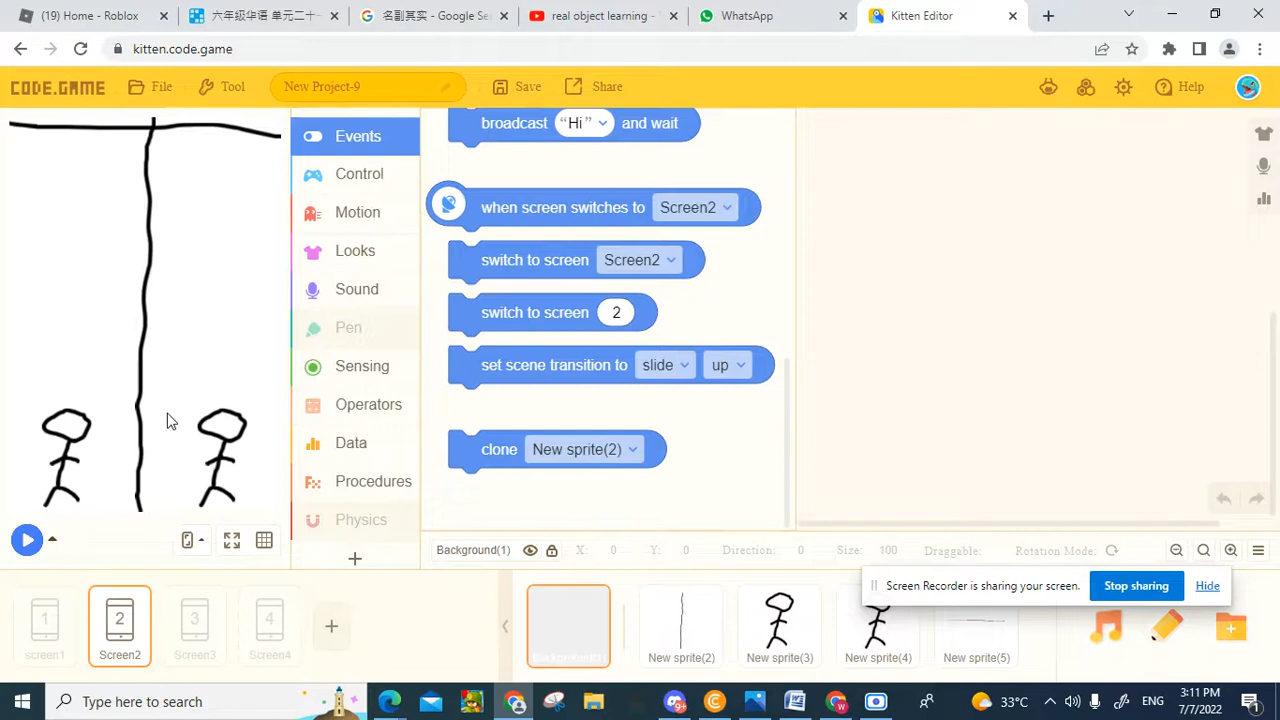 (19) Home - Roblox
六年级华语 单元二十一
名副其实 - Google Se
real object learning - 
WhatsApp
Kitten Editor
kitten.code.game
CODE.GAME
File
Tool
New Project-9
Save
Share
Help
Events
Control
Motion
Looks
Sound
Pen
Sensing
Operators
Data
Procedures
Physics
broadcast "Hi" and wait
when screen switches to Screen2
switch to screen Screen2
switch to screen 2
set scene transition to slide up
clone New sprite(2)
Background(1)
X: 0
Y: 0
Direction: 0
Size: 100
Draggable:
Rotation Mode:
Screen Recorder is sharing your screen.
Stop sharing
Hide
1
screen1
2
Screen2
3
Screen3
4
Screen4
New sprite(2)
New sprite(3)
New sprite(4)
New sprite(5)
Type here to search
33°C
ENG
3:11 PM
7/7/2022